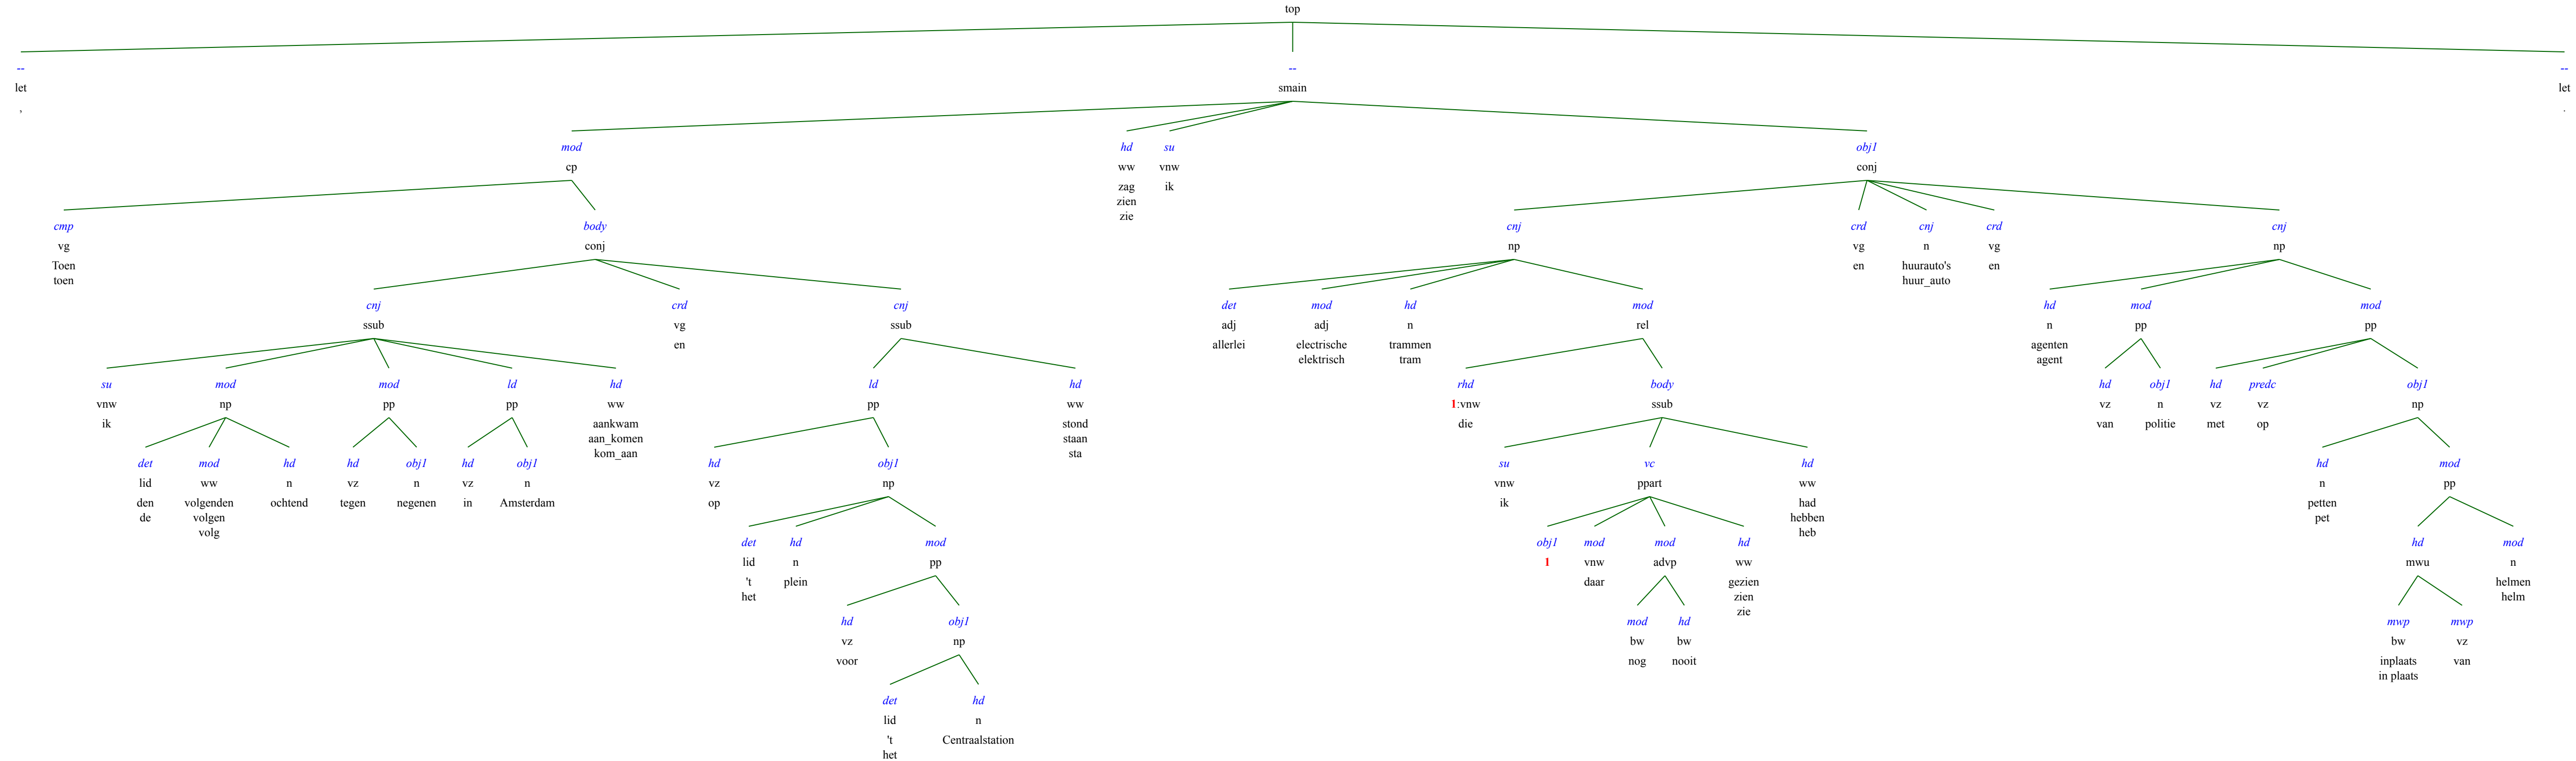 top
-- -- --
let smain let
, .
mod hd su obj1
cp ww vnw conj
zag ik
zien
zie
cmp body cnj crd cnj crd cnj
vg conj np vg n vg np
Toen en huurauto's en
toen huur_auto
cnj crd cnj det mod hd mod hd mod mod
ssub vg ssub adj adj n rel n pp pp
en allerlei electrische trammen agenten
elektrisch tram agent
su mod mod ld hd ld hd rhd body hd obj1 hd predc obj1
vnw np pp pp ww pp ww 1:vnw ssub vz n vz vz np
ik aankwam stond die van politie met op
aan_komen staan
kom_aan sta
det mod hd hd obj1 hd obj1 hd obj1 su vc hd hd mod
lid ww n vz n vz n vz np vnw ppart ww n pp
den volgenden ochtend tegen negenen in Amsterdam op ik had petten
de volgen hebben pet
volg heb
det hd mod obj1 mod mod hd hd mod
lid n pp 1 vnw advp ww mwu n
't plein daar gezien helmen
het zien helm
zie
hd obj1 mod hd mwp mwp
vz np bw bw bw vz
voor nog nooit inplaats van
in plaats
det hd
lid n
't Centraalstation
het